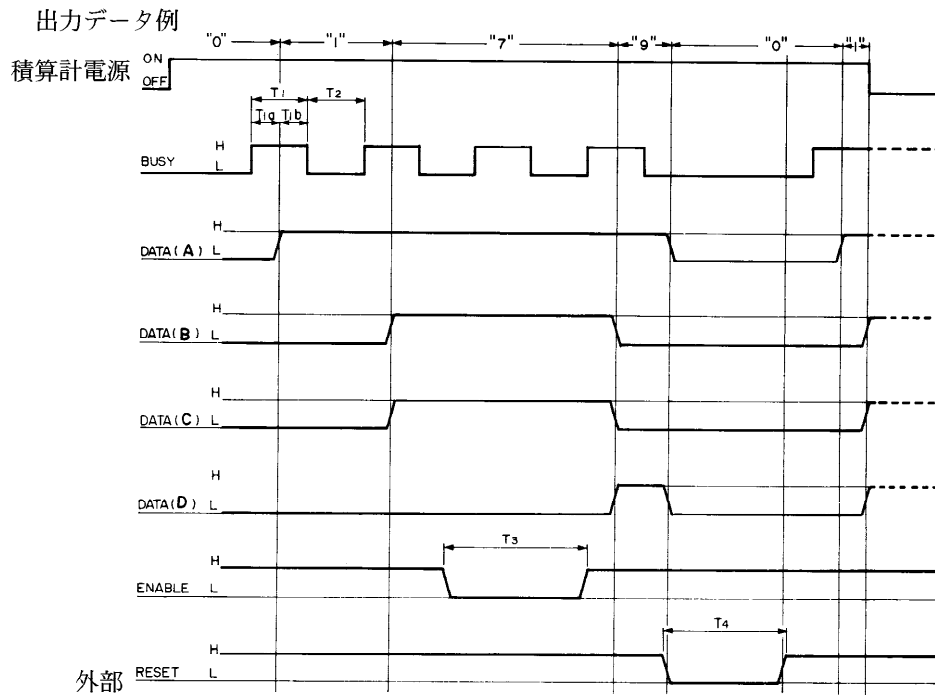 出力データ例
"0" "1" "7" "9" "0" "1"
積算計電源 ON
OFF
T1 T2
T1a T1b
H
BUSY L
H
DATA(A) L
H
DATA(B) L
H
DATA(C) L
H
DATA(D) L
T3
H
ENABLE L
T4
H
外部 RESET L